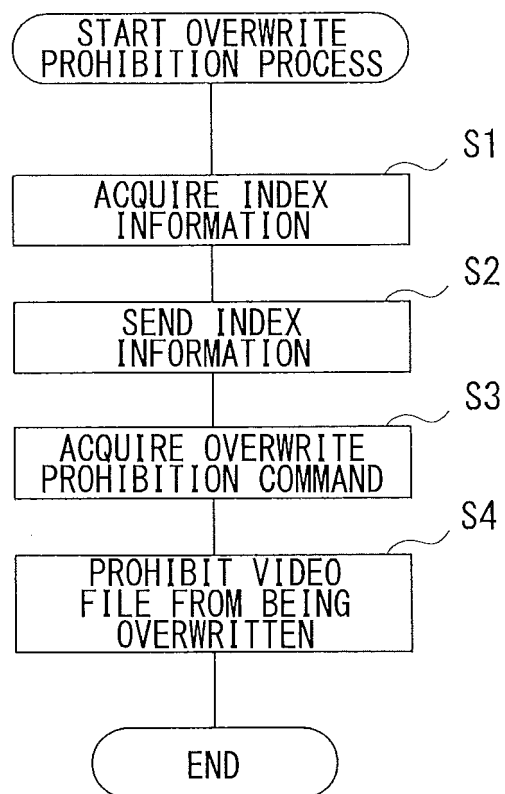 START OVERWRITE
PROHIBITION PROCESS
S1
ACQUIRE INDEX
INFORMATION
S2
SEND INDEX
INFORMATION
S3
ACQUIRE OVERWRITE
PROHIBITION COMMAND
S4
PROHIBIT VIDEO
FILE FROM BEING
OVERWRITTEN
END